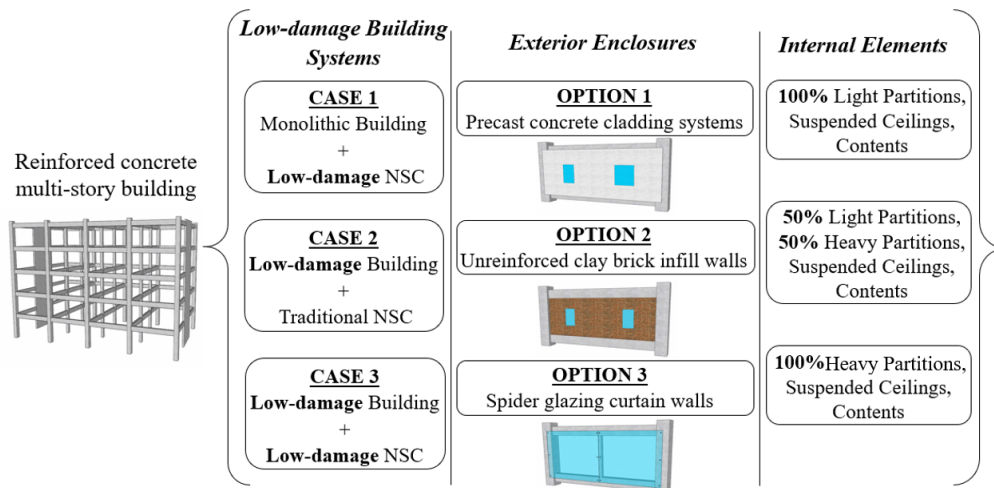 Reinforced concrete
multi-story building
Low-damage Building
Systems
CASE 1
Monolithic Building
+
Low-damage NSC
CASE 2
Low-damage Building
+
Traditional NSC
CASE 3
Low-damage Building
+
Low-damage NSC
Exterior Enclosures
OPTION 1
Precast concrete cladding systems
OPTION 2
Unreinforced clay brick infill walls
OPTION 3
Spider glazing curtain walls
Internal Elements
100% Light Partitions,
Suspended Ceilings,
Contents
50% Light Partitions,
50% Heavy Partitions,
Suspended Ceilings,
Contents
100%Heavy Partitions,
Suspended Ceilings,
Contents